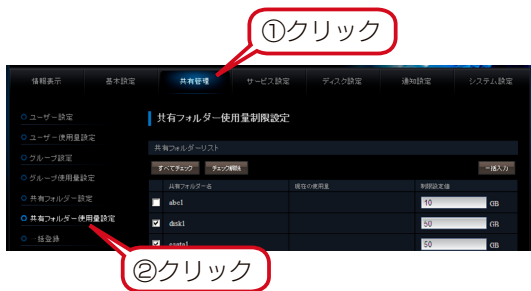 ①クリック
情報表示 基本設定 共有管理 サービス設定 ディスク設定 通知設定 システム設定
ユーザー設定
ユーザー使用量設定
グループ設定
グループ使用量設定
共有フォルダー設定
共有フォルダー使用量設定
一括登録
共有フォルダー使用量制限設定
共有フォルダーリスト
すべてチェック チェック解除 一括入力
共有フォルダー名 現在の使用量 制限設定値
abc1 10 GB
disk1 50 GB
50 GB
②クリック